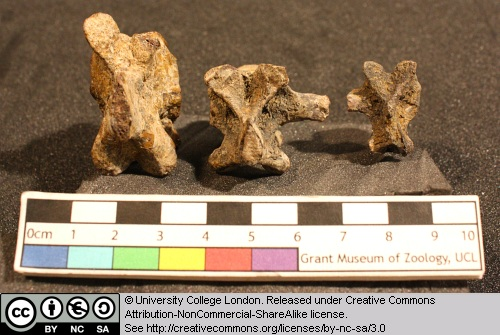 0cm 1 2 3 4 5 6 7 8 9 10
Grant Museum of Zoology, UCL
cc
BY NC SA
© University College London. Released under Creative Commons
Attribution-NonCommercial-ShareAlike license.
See http://creativecommons.org/licenses/by-nc-sa/3.0